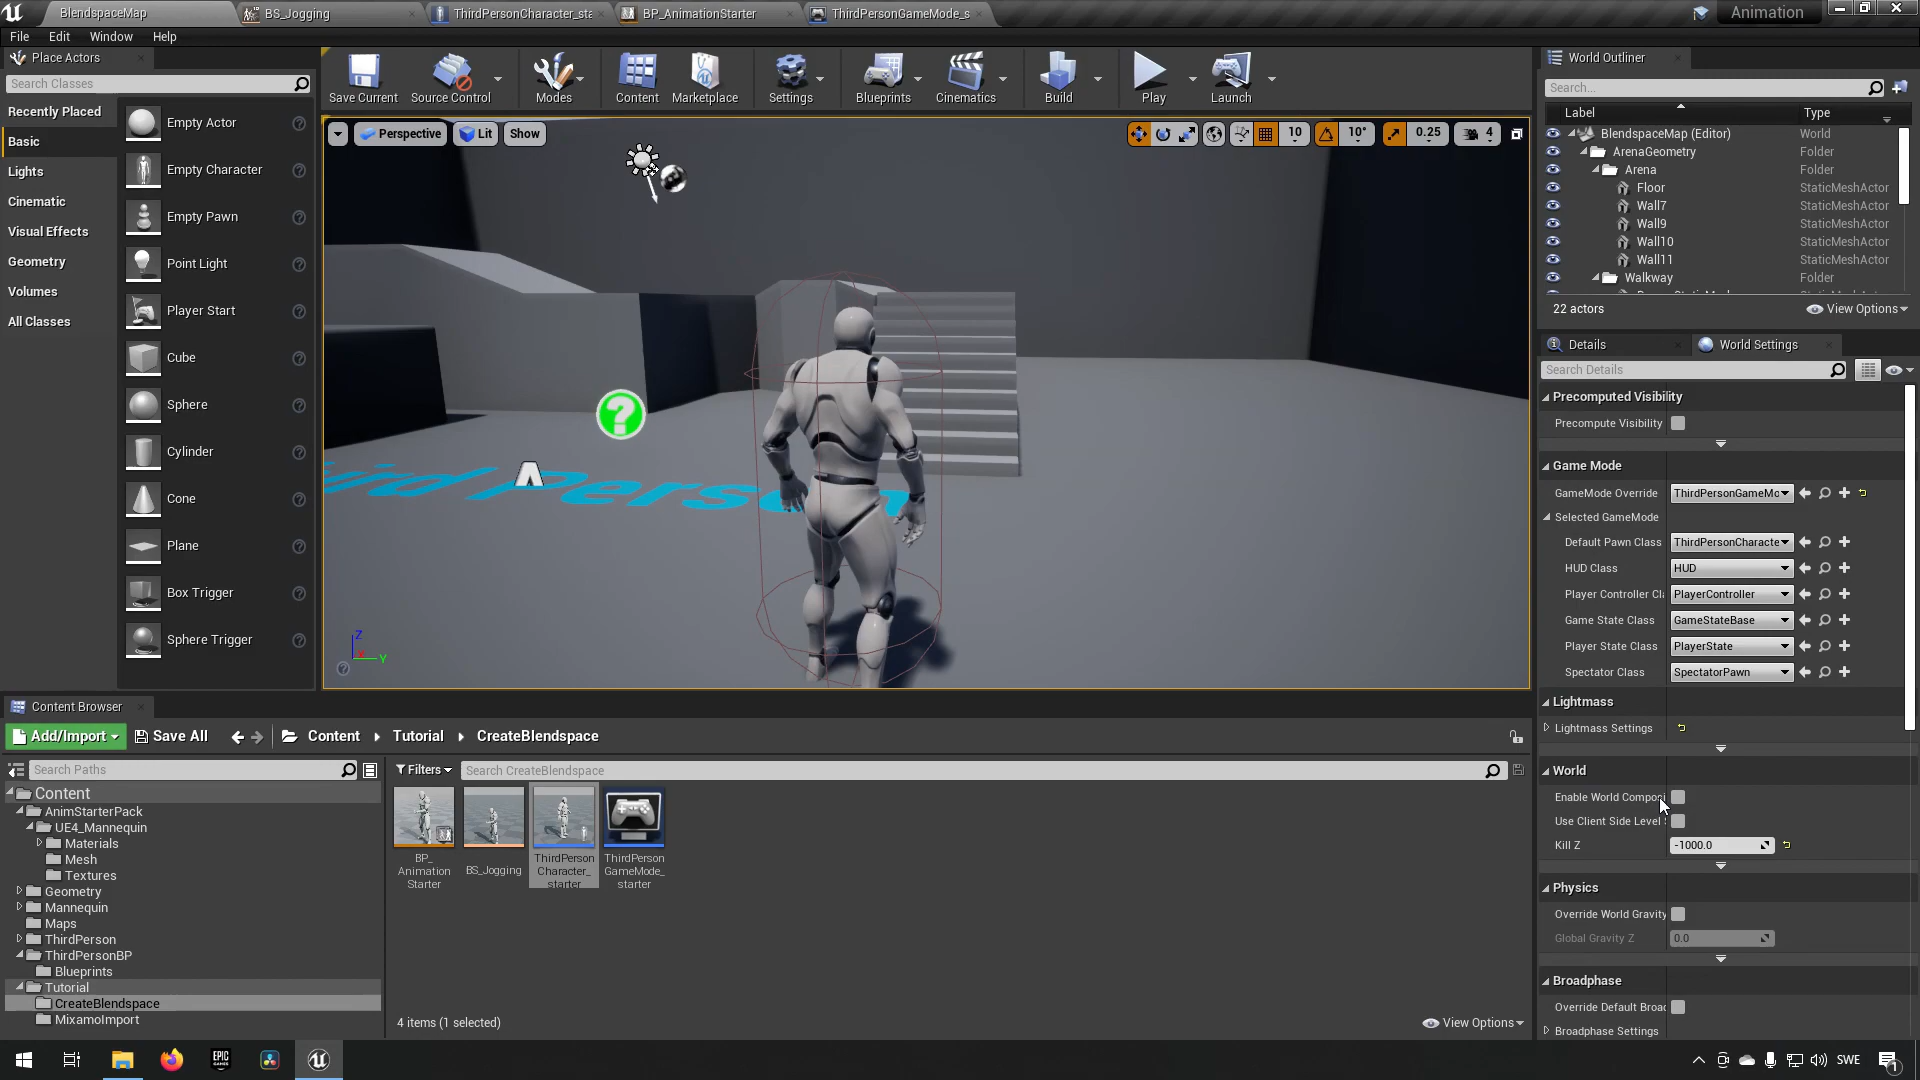 BlendspaceMap
BS_Jogging
ThirdPersonCharacter_sta
BP_AnimationStarter
ThirdPersonGameMode_s
Animation
File Edit Window Help
Place Actors
Search Classes
Recently Placed
Basic
Lights
Cinematic
Visual Effects
Geometry
Volumes
All Classes
Empty Actor
Empty Character
Empty Pawn
Point Light
Player Start
Cube
Sphere
Cylinder
Cone
Plane
Box Trigger
Sphere Trigger
Save Current Source Control Modes Content Marketplace Settings Blueprints Cinematics Build Play Launch
Perspective Lit Show
10 10° 0.25 4
Z
Y
World Outliner
Search...
Label Type
BlendspaceMap (Editor) World
ArenaGeometry Folder
Arena Folder
Floor StaticMeshActor
Wall7 StaticMeshActor
Wall9 StaticMeshActor
Wall10 StaticMeshActor
Wall11 StaticMeshActor
Walkway Folder
22 actors View Options
Details World Settings
Search Details
Precomputed Visibility
Precompute Visibility
Game Mode
GameMode Override ThirdPersonGameMo
Selected GameMode
Default Pawn Class ThirdPersonCharacte
HUD Class HUD
Player Controller Cl PlayerController
Game State Class GameStateBase
Player State Class PlayerState
Spectator Class SpectatorPawn
Lightmass
Lightmass Settings
World
Enable World Composi
Use Client Side Level
Kill Z -1000.0
Physics
Override World Gravity
Global Gravity Z 0.0
Broadphase
Override Default Broad
Broadphase Settings
Content Browser
Add/Import Save All Content Tutorial CreateBlendspace
Search Paths
Filters Search CreateBlendspace
Content
AnimStarterPack
UE4_Mannequin
Materials
Mesh
Textures
Geometry
Mannequin
Maps
ThirdPerson
ThirdPersonBP
Blueprints
Tutorial
CreateBlendspace
MixamoImport
BP_
Animation
Starter
BS_Jogging
ThirdPerson
Character_
starter
ThirdPerson
GameMode_
starter
4 items (1 selected) View Options
EPIC
GAMES
SWE
1